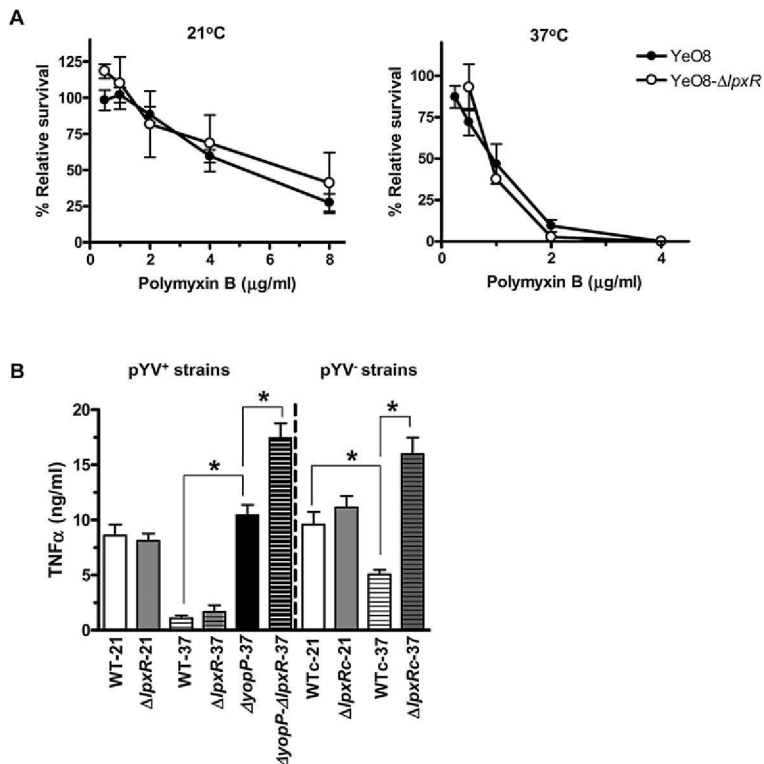 A
21°C
37°C
YeO8
YeO8-ΔlpxR
% Relative survival
125
100
75
50
25
0
0
2
4
6
8
Polymyxin B (μg/ml)
% Relative survival
100
75
50
25
0
0
2
4
Polymyxin B (μg/ml)
B
pYV+ strains
pYV- strains
TNFα (ng/ml)
20
15
10
5
0
*
*
*
*
WT-21
ΔlpxR-21
WT-37
ΔlpxR-37
ΔyopP-37
ΔyopP-ΔlpxR-37
WTc-21
ΔlpxRc-21
WTc-37
ΔlpxRc-37